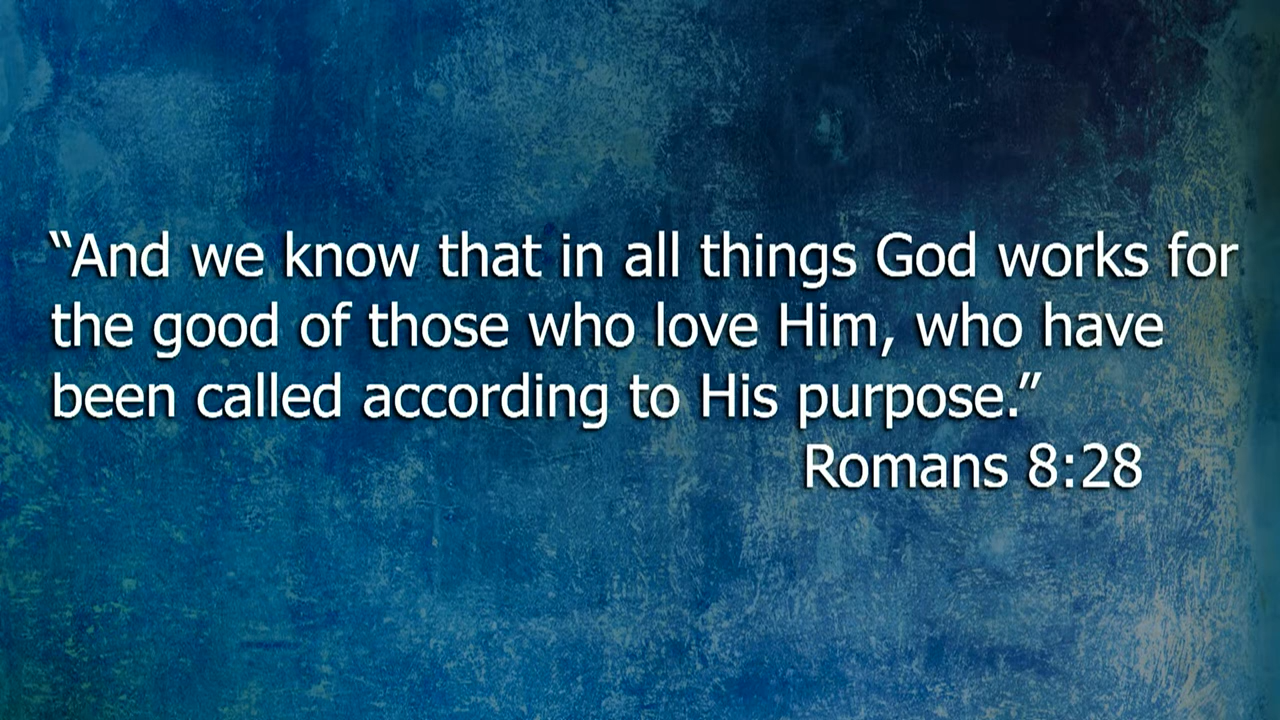 “And we know that in all things God works for
the good of those who love Him, who have
been called according to His purpose.”
Romans 8:28